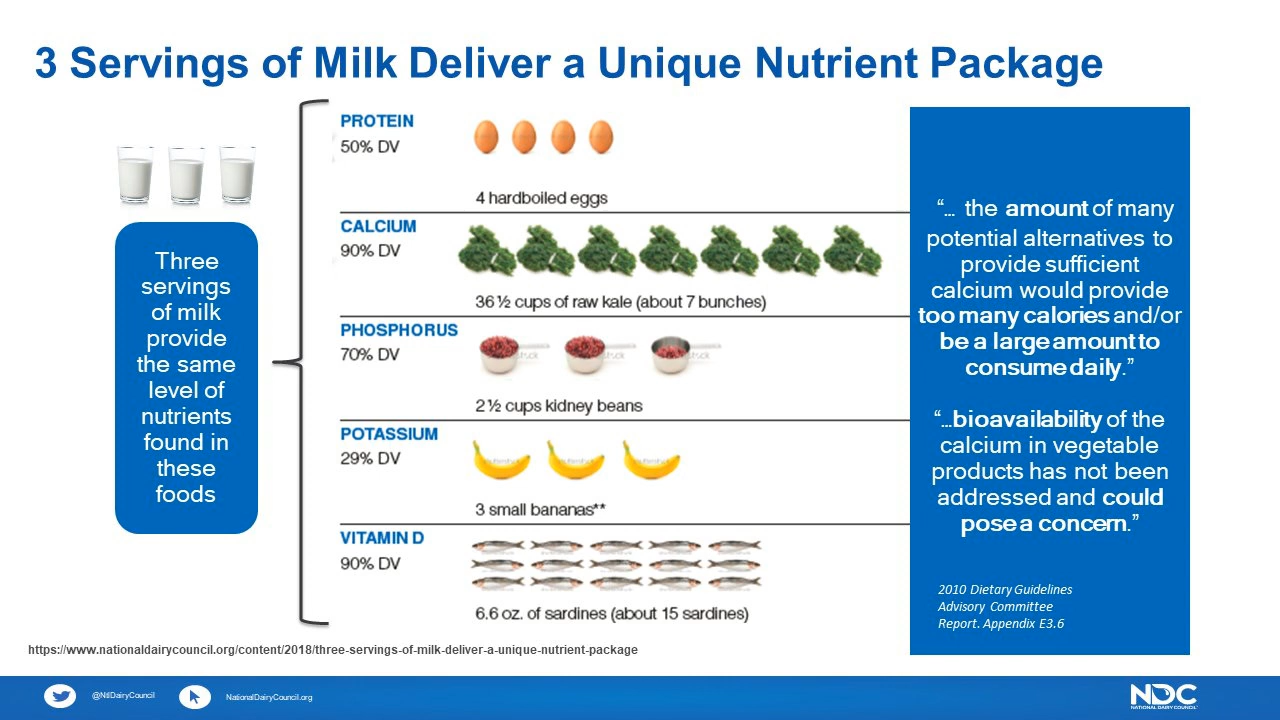 3 Servings of Milk Deliver a Unique Nutrient Package
Three
servings
of milk
provide
the same
level of
nutrients
found in
these
foods
PROTEIN
50% DV
4 hardboiled eggs
CALCIUM
90% DV
36 ½ cups of raw kale (about 7 bunches)
PHOSPHORUS
70% DV
2 ½ cups kidney beans
POTASSIUM
29% DV
3 small bananas**
VITAMIN D
90% DV
6.6 oz. of sardines (about 15 sardines)
“… the amount of many
potential alternatives to
provide sufficient
calcium would provide
too many calories and/or
be a large amount to
consume daily.”
“…bioavailability of the
calcium in vegetable
products has not been
addressed and could
pose a concern.”
2010 Dietary Guidelines
Advisory Committee
Report. Appendix E3.6
https://www.nationaldairycouncil.org/content/2018/three-servings-of-milk-deliver-a-unique-nutrient-package
@NtlDairyCouncil
NationalDairyCouncil.org
NDC
NATIONAL DAIRY COUNCIL